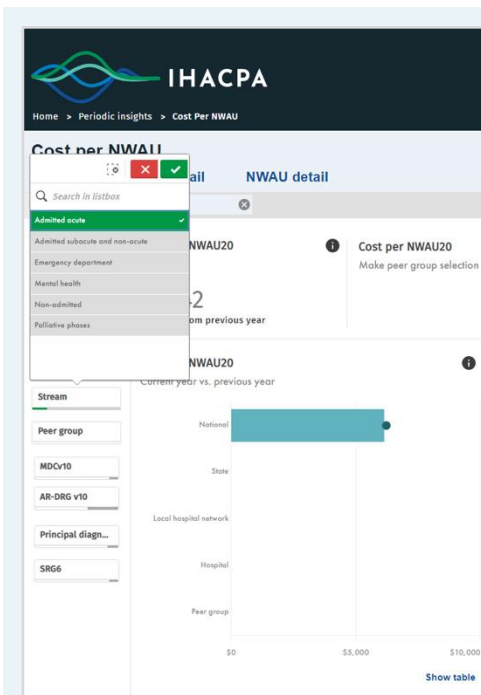 IHACPA
Home > Periodic insights > Cost Per NWAU
Cost per NWAU
ail NWAU detail
Search in listbox
Admitted acute
Admitted subacute and non-acute
Emergency department
Mental health
Non-admitted
Palliative phases
NWAU20
2
om previous year
Cost per NWAU20
Make peer group selection
NWAU20
Current year vs. previous year
Stream
Peer group
MDCv10
AR-DRG v10
Principal diagn...
SRG6
National
State
Local hospital network
Hospital
Peer group
$0 $5,000 $10,000
Show table